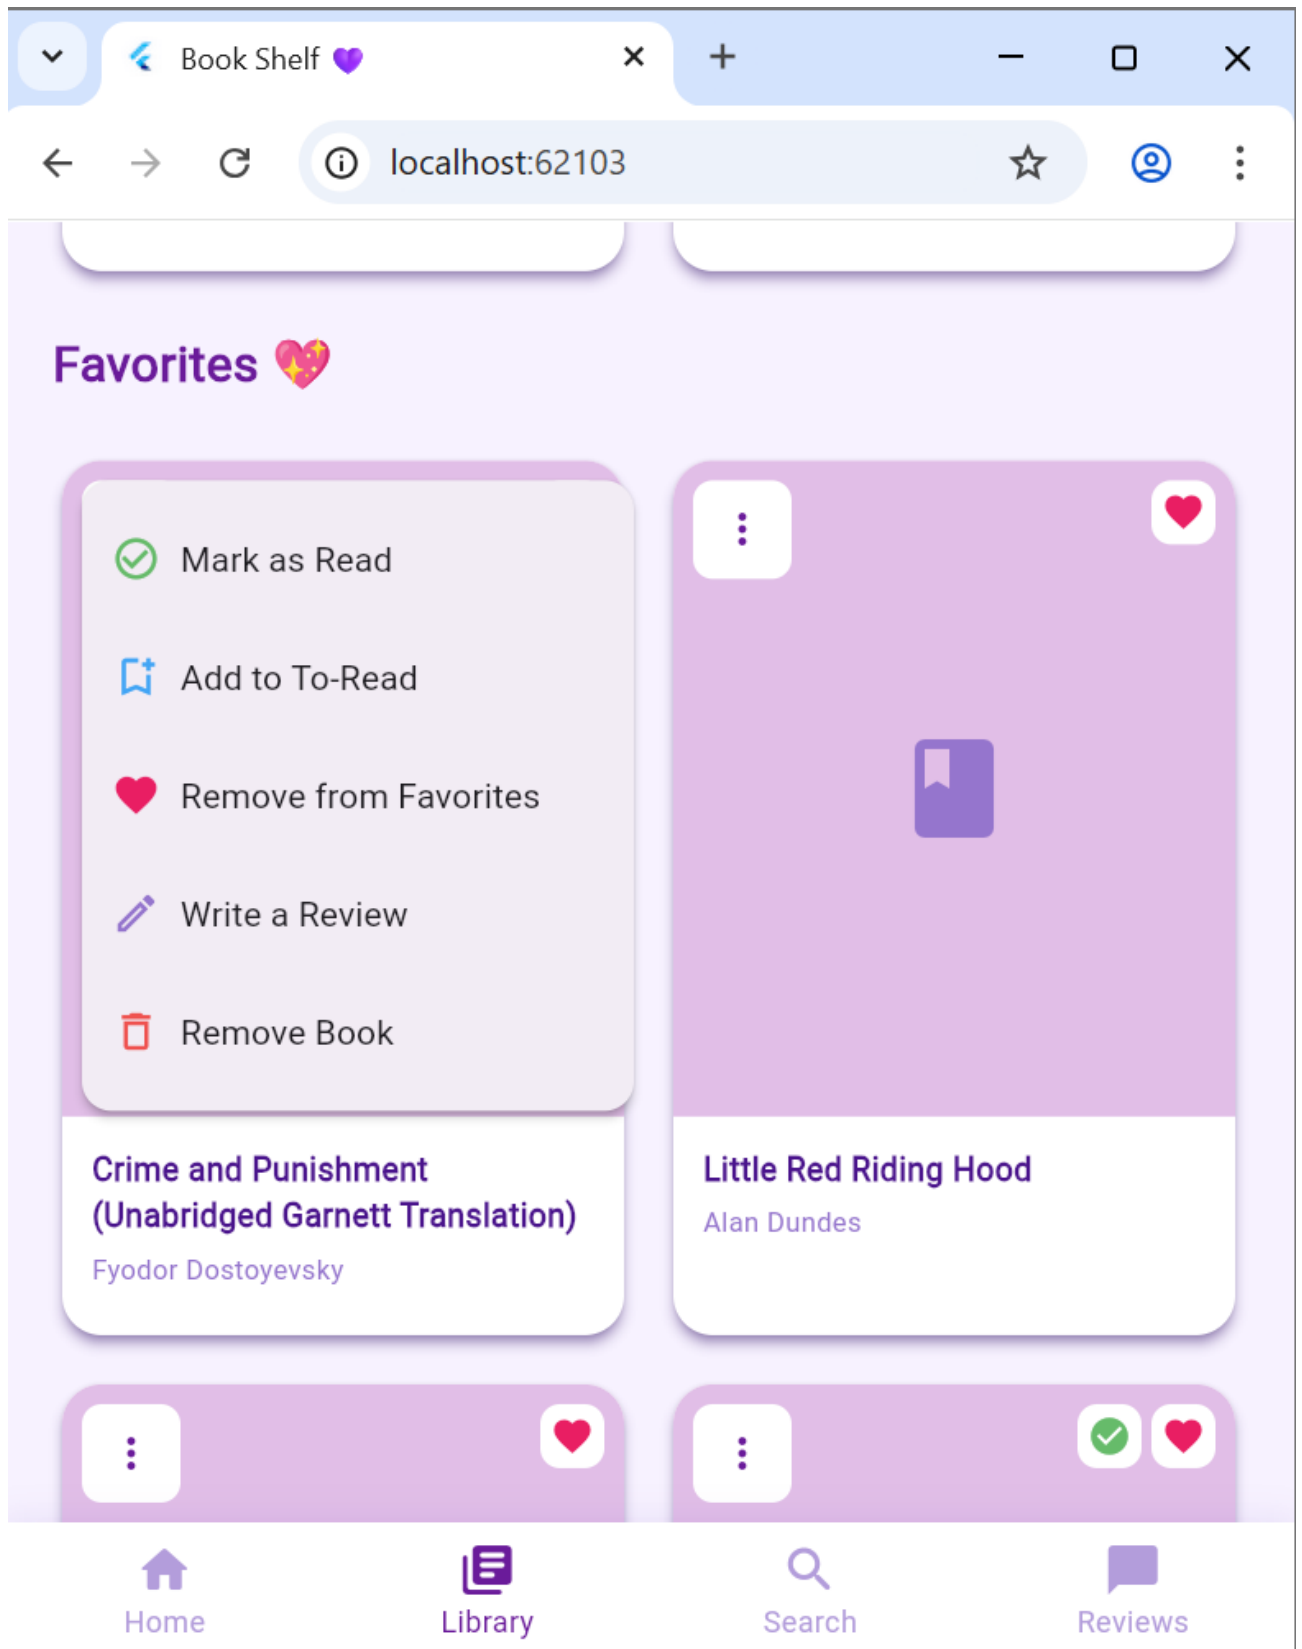 Book Shelf 💜
localhost:62103
Favorites 💖
Mark as Read
Add to To-Read
Remove from Favorites
Write a Review
Remove Book
Crime and Punishment
(Unabridged Garnett Translation)
Fyodor Dostoyevsky
Little Red Riding Hood
Alan Dundes
Home
Library
Search
Reviews